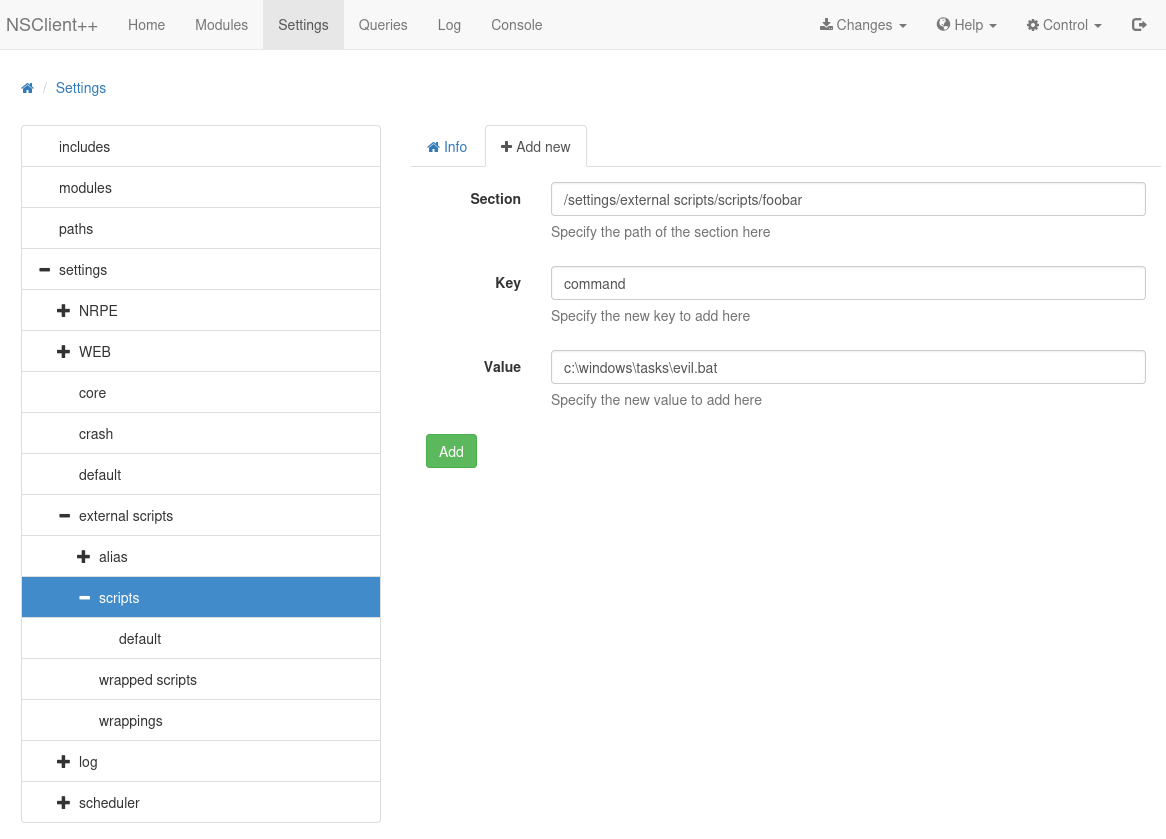 NSClient++ Home Modules Settings Queries Log Console Changes Help Control
/ Settings
includes
modules
paths
settings
NRPE
WEB
core
crash
default
external scripts
alias
scripts
default
wrapped scripts
wrappings
log
scheduler
Info Add new
Section /settings/external scripts/scripts/foobar
Specify the path of the section here
Key command
Specify the new key to add here
Value c:\windows\tasks\evil.bat
Specify the new value to add here
Add